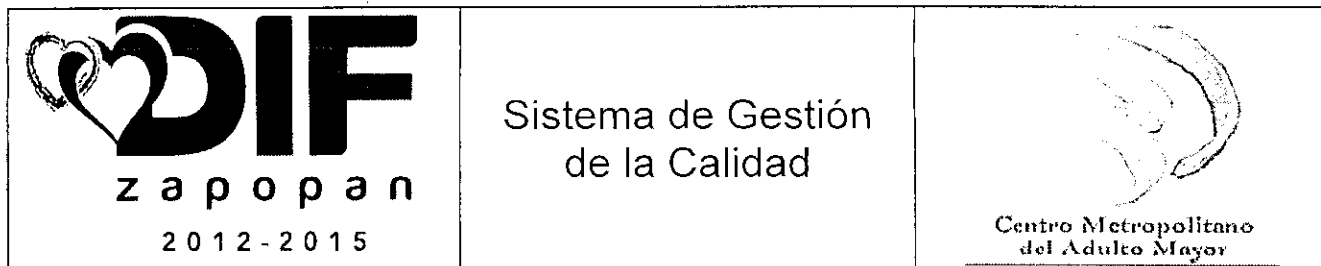 DIF
zapopan
2012-2015
Sistema de Gestión
de la Calidad
Centro Metropolitano
del Adulto Mayor